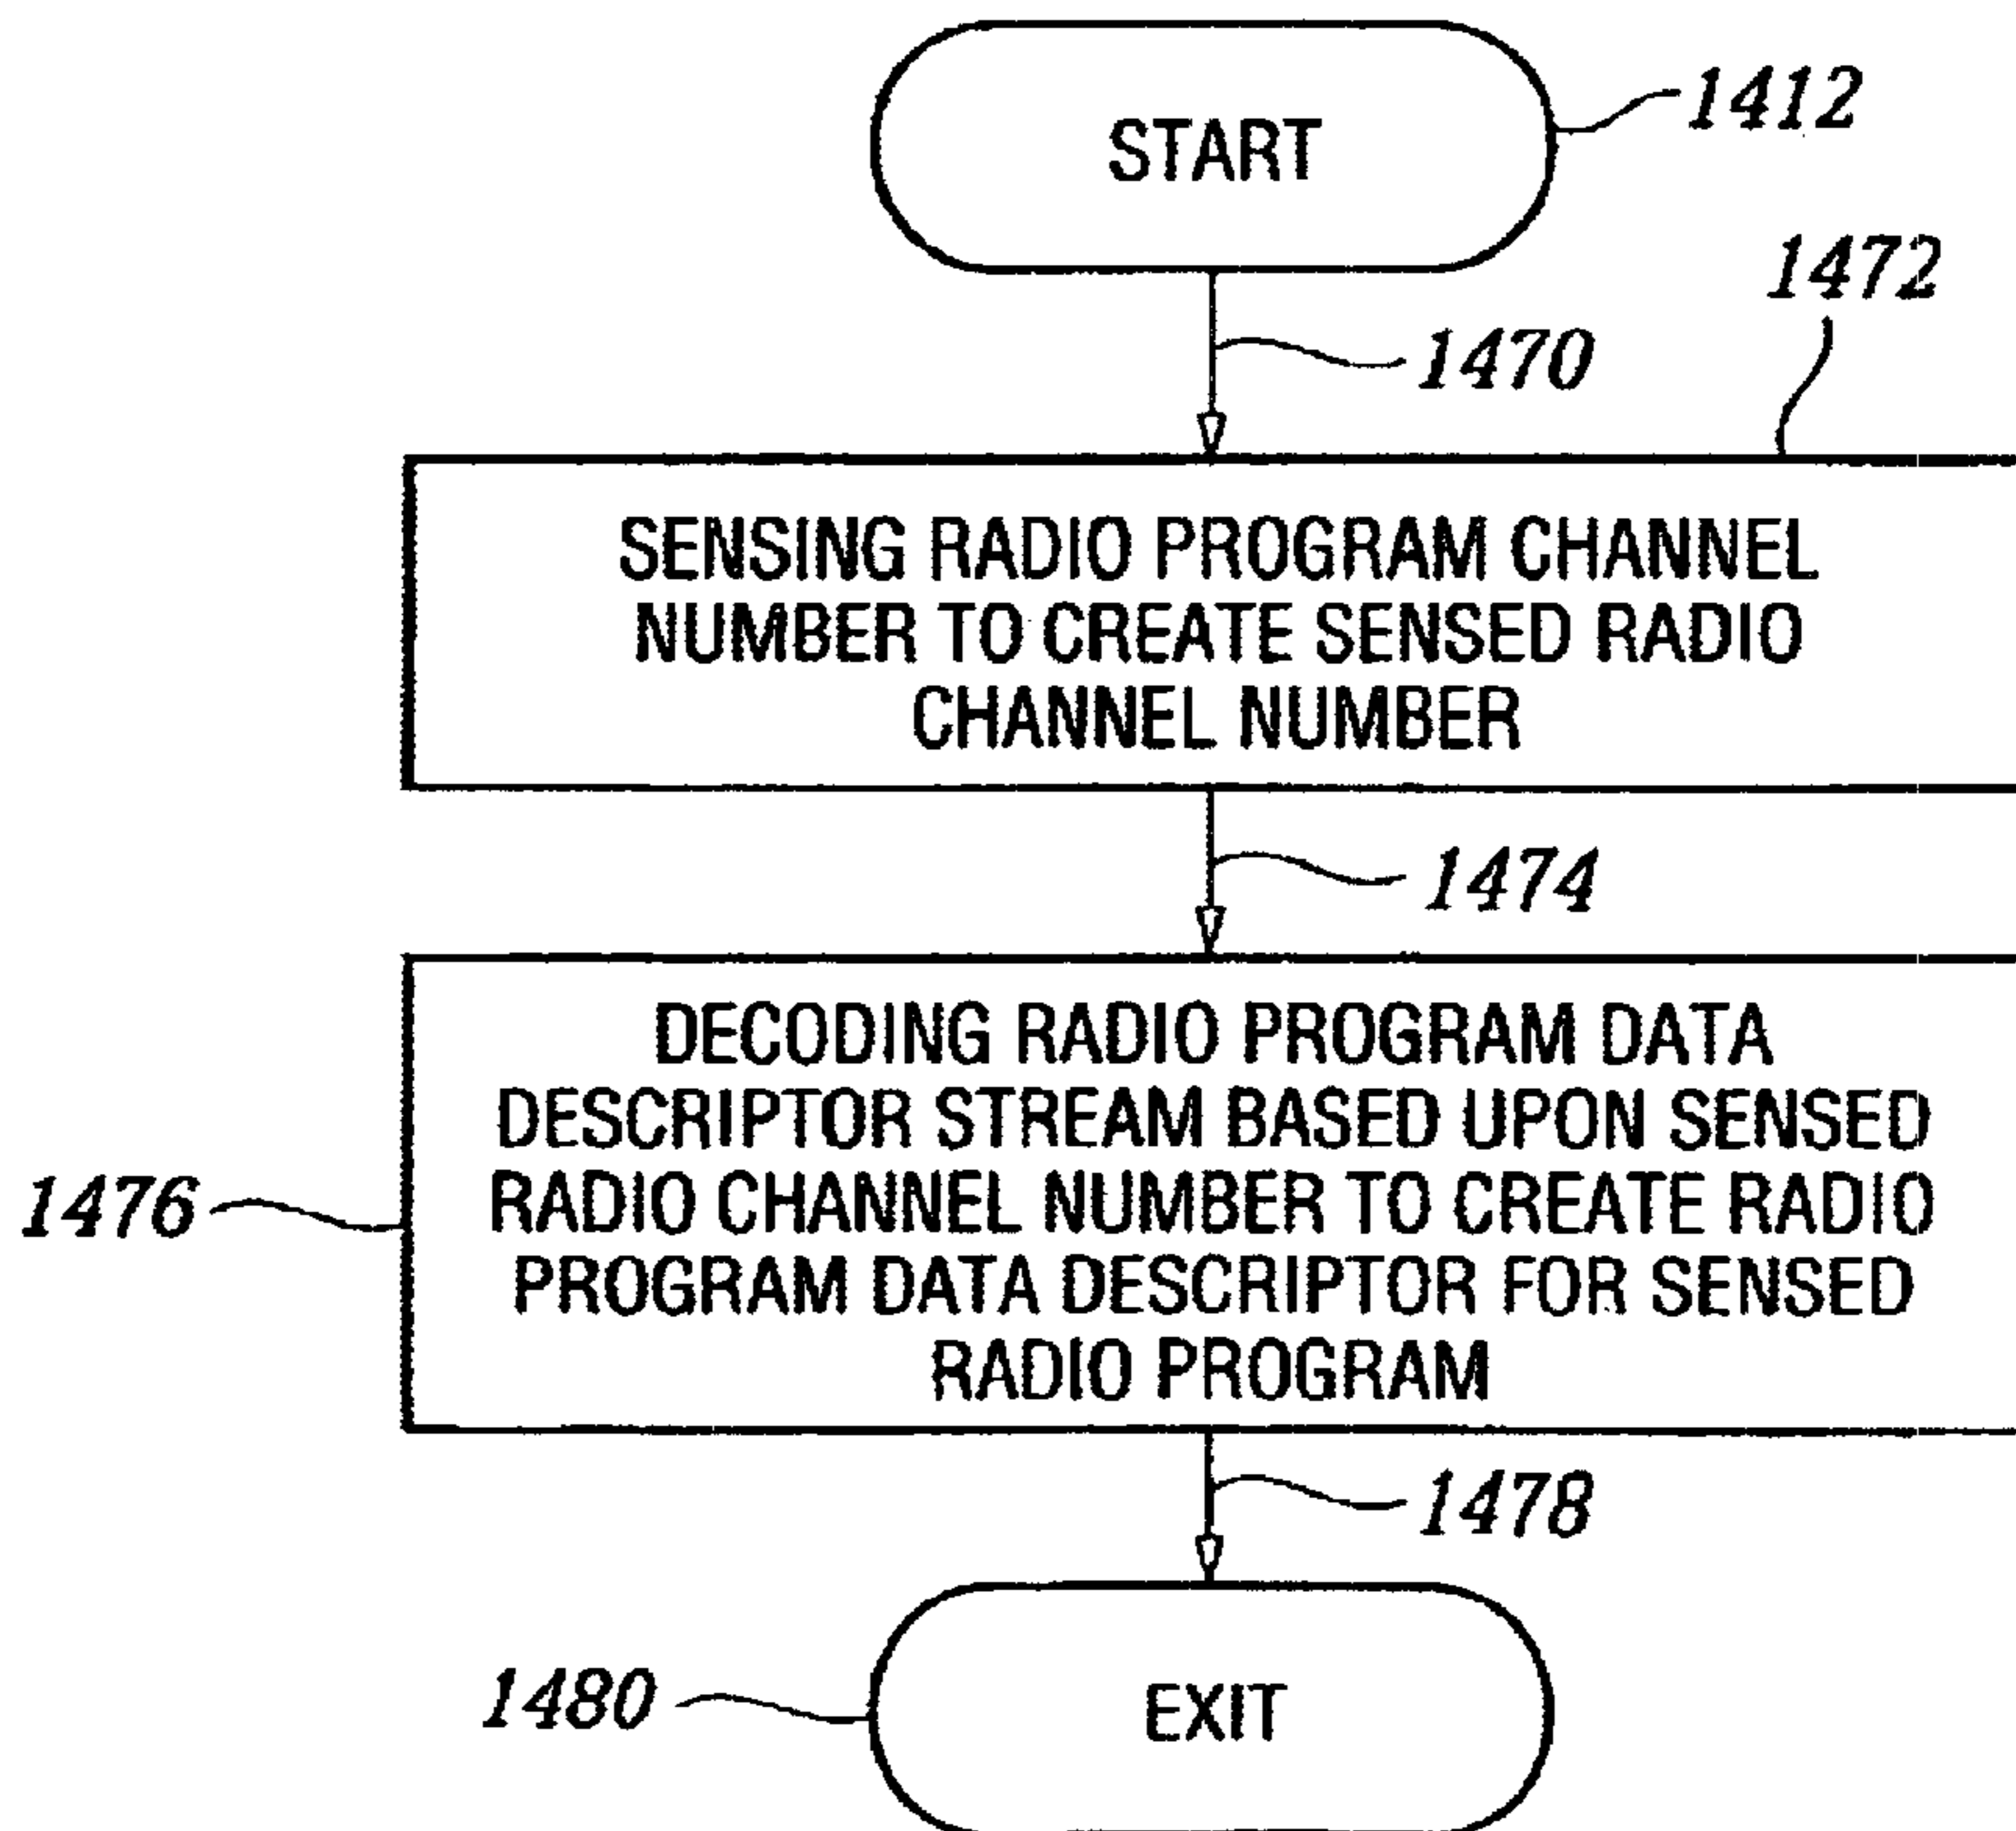 START
1412
1472
1470
SENSING RADIO PROGRAM CHANNEL
NUMBER TO CREATE SENSED RADIO
CHANNEL NUMBER
1474
DECODING RADIO PROGRAM DATA
DESCRIPTOR STREAM BASED UPON SENSED
RADIO CHANNEL NUMBER TO CREATE RADIO
PROGRAM DATA DESCRIPTOR FOR SENSED
RADIO PROGRAM
1476
1478
1480
EXIT